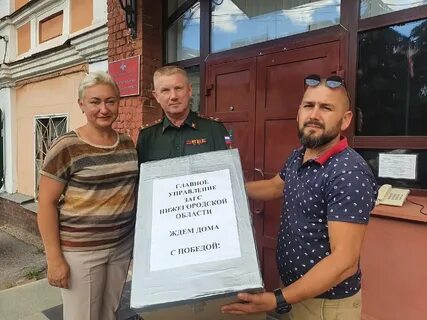 ГЛАВНОЕ
УПРАВЛЕНИЕ
ЗАГС
НИЖЕГОРОДСКОЙ
ОБЛАСТИ
ЖДЕМ ДОМА
С ПОБЕДОЙ!